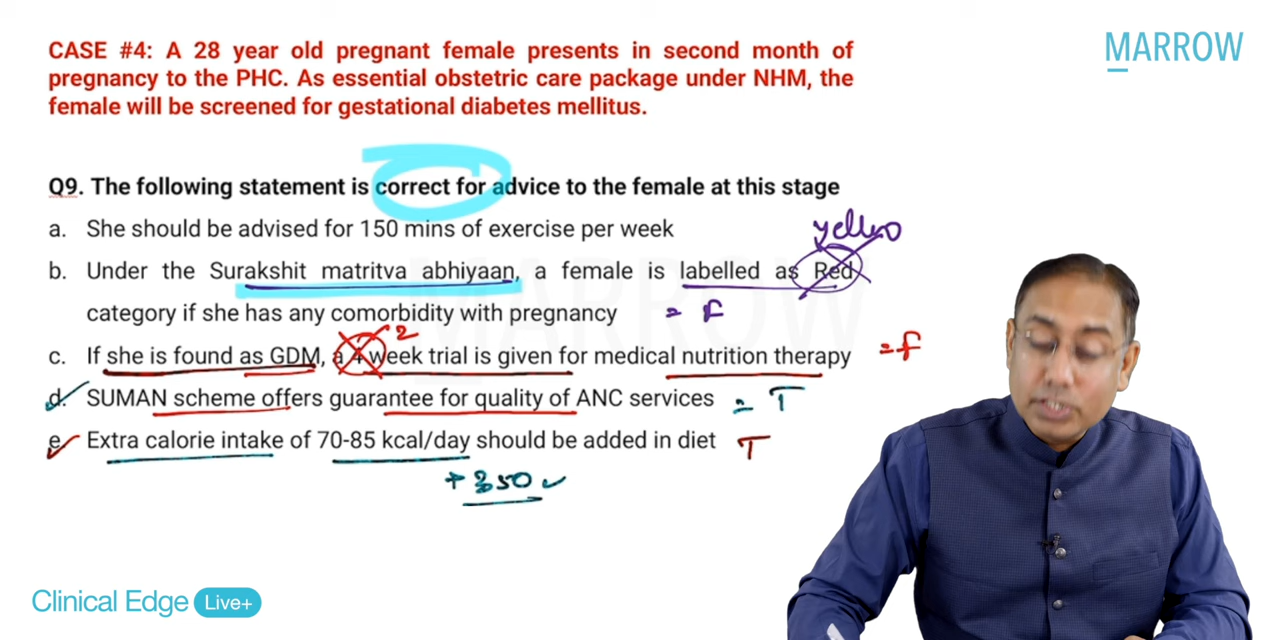 MARROW
CASE #4: A 28 year old pregnant female presents in second month of
pregnancy to the PHC. As essential obstetric care package under NHM, the
female will be screened for gestational diabetes mellitus.
Q9. The following statement is correct for advice to the female at this stage
a. She should be advised for 150 mins of exercise per week
yellow
b. Under the Surakshit matritva abhiyaan, a female is labelled as Red
category if she has any comorbidity with pregnancy = F
2
c. If she is found as GDM, a 4 week trial is given for medical nutrition therapy = F
d. SUMAN scheme offers guarantee for quality of ANC services = T
e. Extra calorie intake of 70-85 kcal/day should be added in diet T
+ 350
Clinical Edge Live+